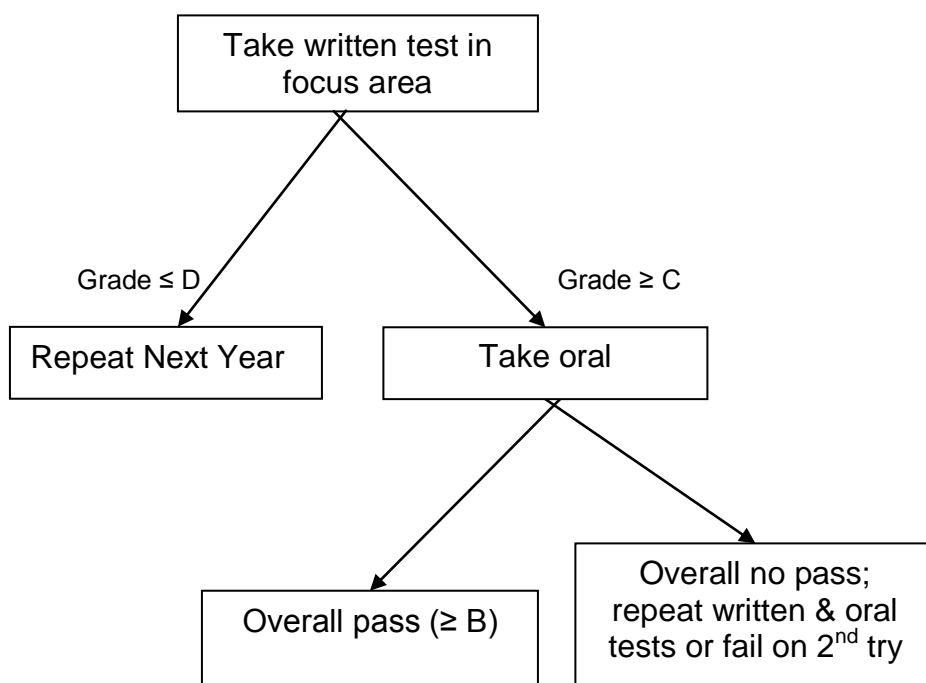 Take written test in
focus area
Grade ≤ D
Grade ≥ C
Repeat Next Year
Take oral
Overall pass (≥ B)
Overall no pass;
repeat written & oral
tests or fail on 2nd try